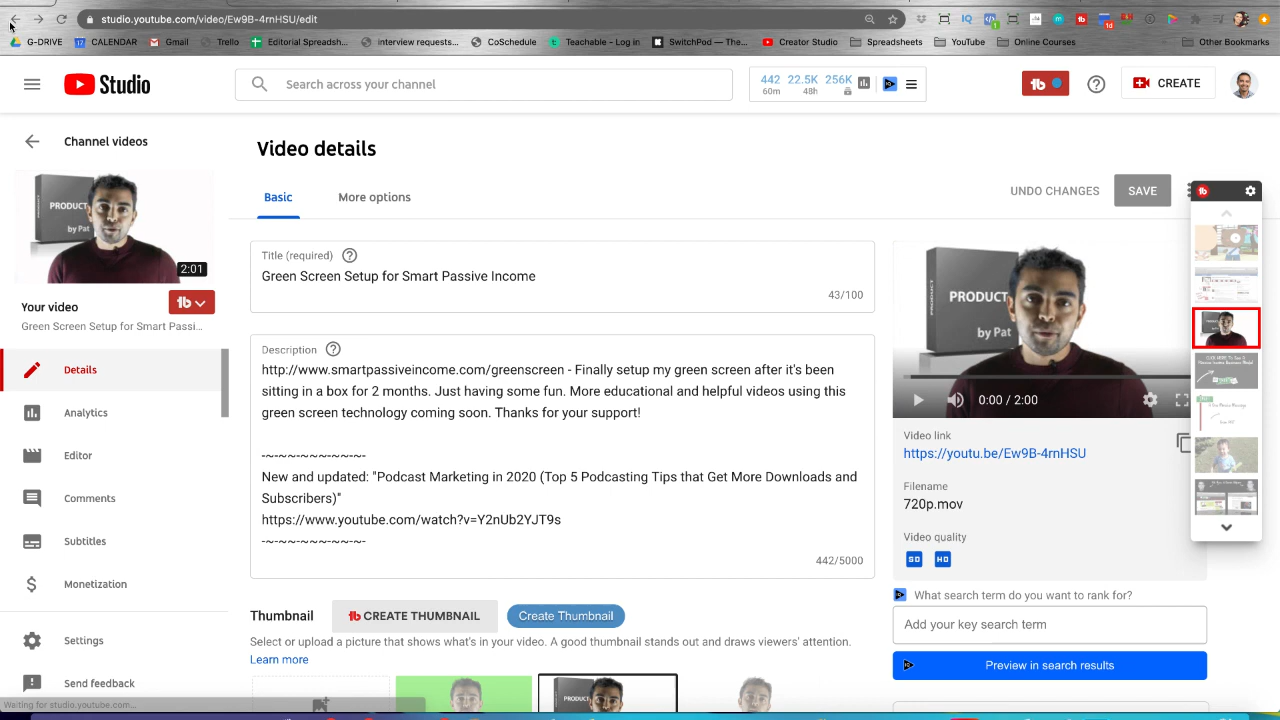 studio.youtube.com/video/Ew9B-4rnHSU/edit
G-DRIVE
CALENDAR
Gmail
Trello
Editorial Spreadsh...
interview requests...
CoSchedule
Teachable - Log in
SwitchPod — The...
Creator Studio
Spreadsheets
YouTube
Online Courses
Other Bookmarks
Studio
Search across your channel
442 22.5K 256K
60m 48h
tb
CREATE
Channel videos
Video details
Basic
More options
UNDO CHANGES
SAVE
PRODUCT
by Pat
2:01
Your video
tb
Green Screen Setup for Smart Passi...
Details
Analytics
Editor
Comments
Subtitles
Monetization
Settings
Send feedback
Waiting for studio.youtube.com...
Title (required)
Green Screen Setup for Smart Passive Income
43/100
Description
http://www.smartpassiveincome.com/greenscreen - Finally setup my green screen after it's been
sitting in a box for 2 months. Just having some fun. More educational and helpful videos using this
green screen technology coming soon. Thanks for your support!
-~-~~-~~~-~~-~-
New and updated: "Podcast Marketing in 2020 (Top 5 Podcasting Tips that Get More Downloads and
Subscribers)"
https://www.youtube.com/watch?v=Y2nUb2YJT9s
-~-~~-~~~-~~-~-
442/5000
Thumbnail
tb CREATE THUMBNAIL
Create Thumbnail
Select or upload a picture that shows what's in your video. A good thumbnail stands out and draws viewers' attention.
Learn more
PRODUCT
PRODUCT
by Pat
0:00 / 2:00
Video link
https://youtu.be/Ew9B-4rnHSU
Filename
720p.mov
Video quality
SD HD
What search term do you want to rank for?
Add your key search term
Preview in search results
tb